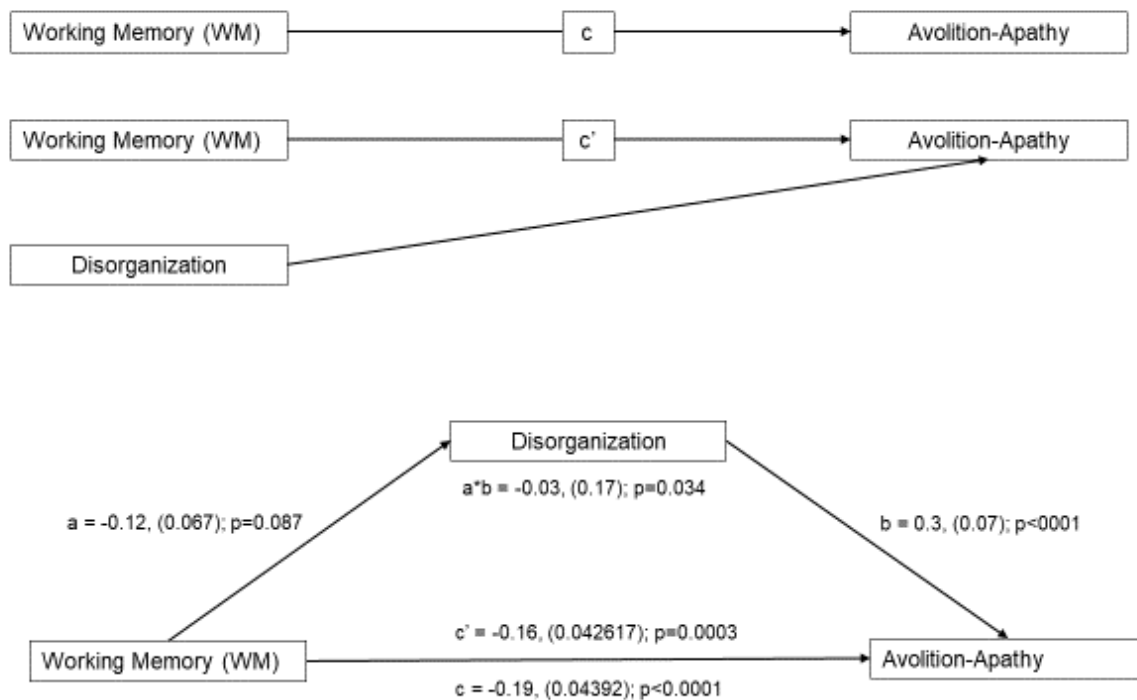 Working Memory (WM) c Avolition-Apathy
Working Memory (WM) c' Avolition-Apathy
Disorganization
Disorganization
a*b = -0.03, (0.17); p=0.034
a = -0.12, (0.067); p=0.087 b = 0.3, (0.07); p<0001
c' = -0.16, (0.042617); p=0.0003
Working Memory (WM) Avolition-Apathy
c = -0.19, (0.04392); p<0.0001